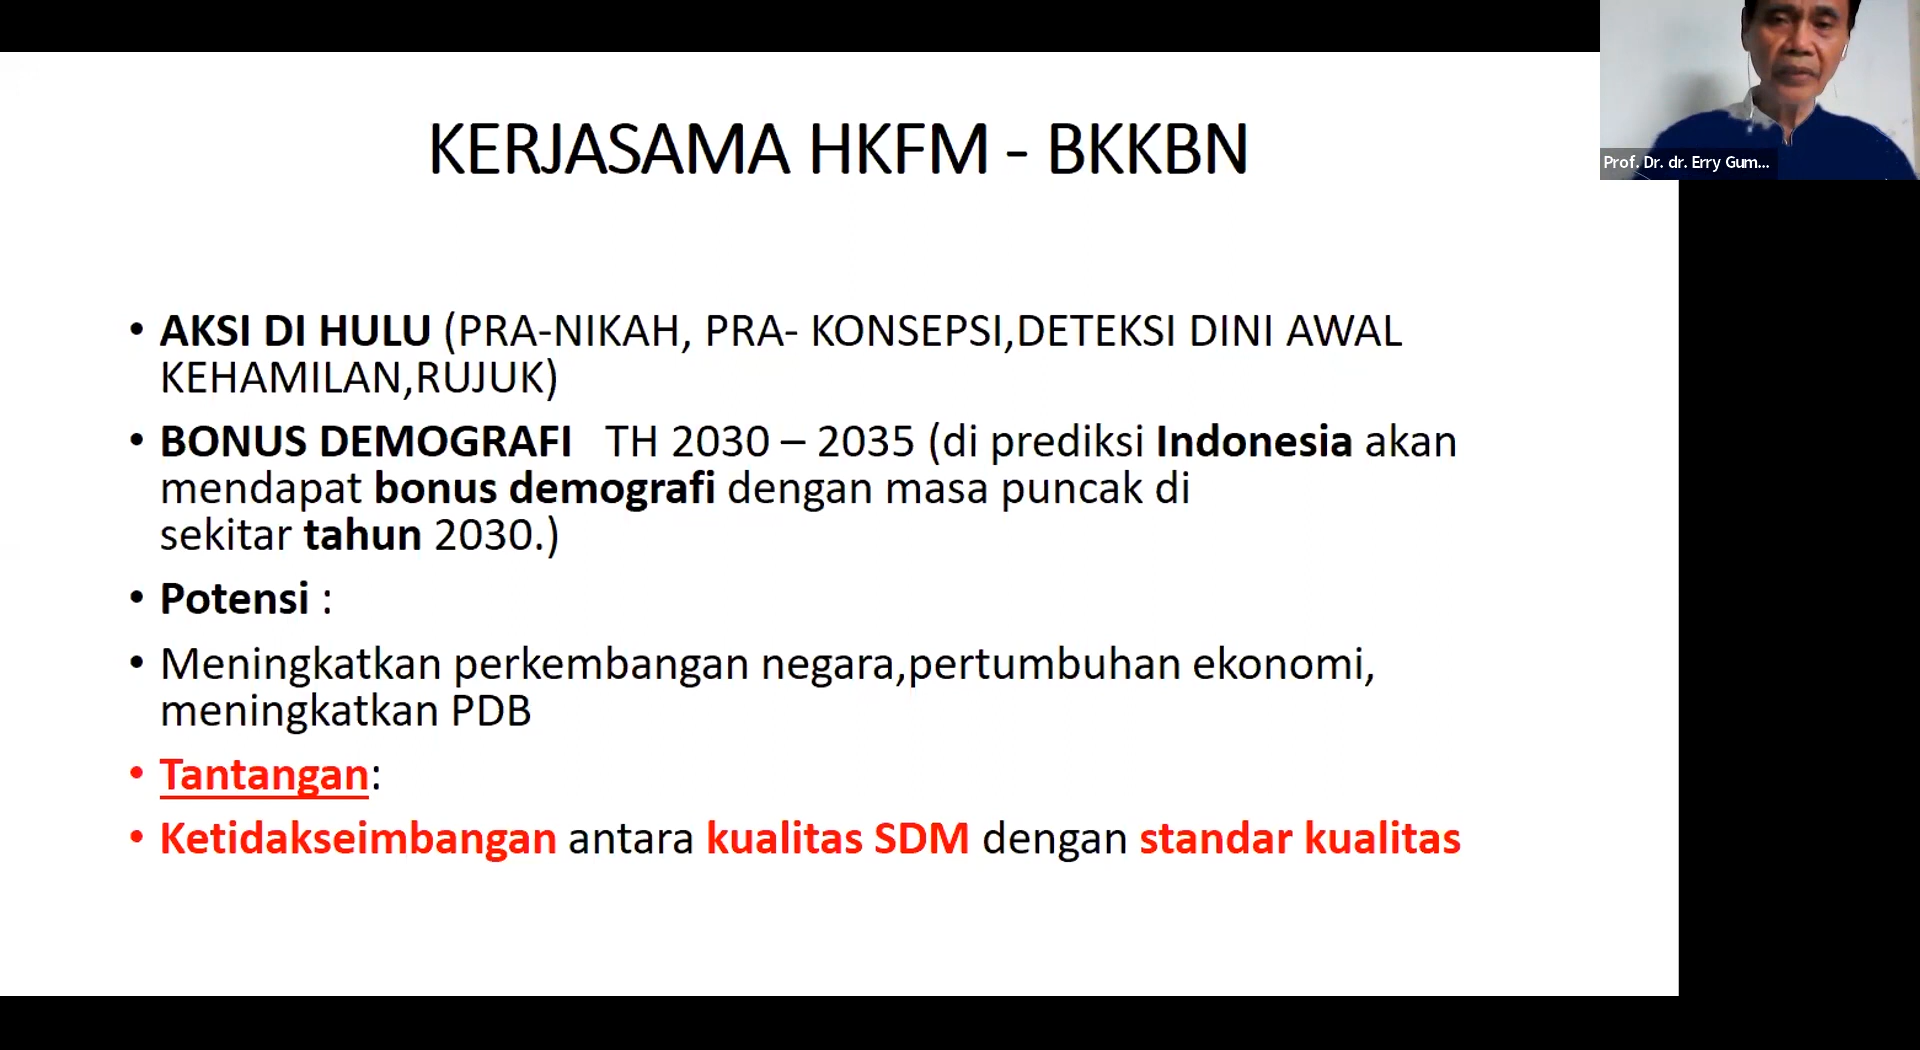 KERJASAMA HKFM - BKKBN
Prof. Dr. dr. Erry Gum...
• AKSI DI HULU (PRA-NIKAH, PRA- KONSEPSI,DETEKSI DINI AWAL
KEHAMILAN,RUJUK)
• BONUS DEMOGRAFI TH 2030 – 2035 (di prediksi Indonesia akan
mendapat bonus demografi dengan masa puncak di
sekitar tahun 2030.)
• Potensi :
• Meningkatkan perkembangan negara,pertumbuhan ekonomi,
meningkatkan PDB
• Tantangan:
• Ketidakseimbangan antara kualitas SDM dengan standar kualitas